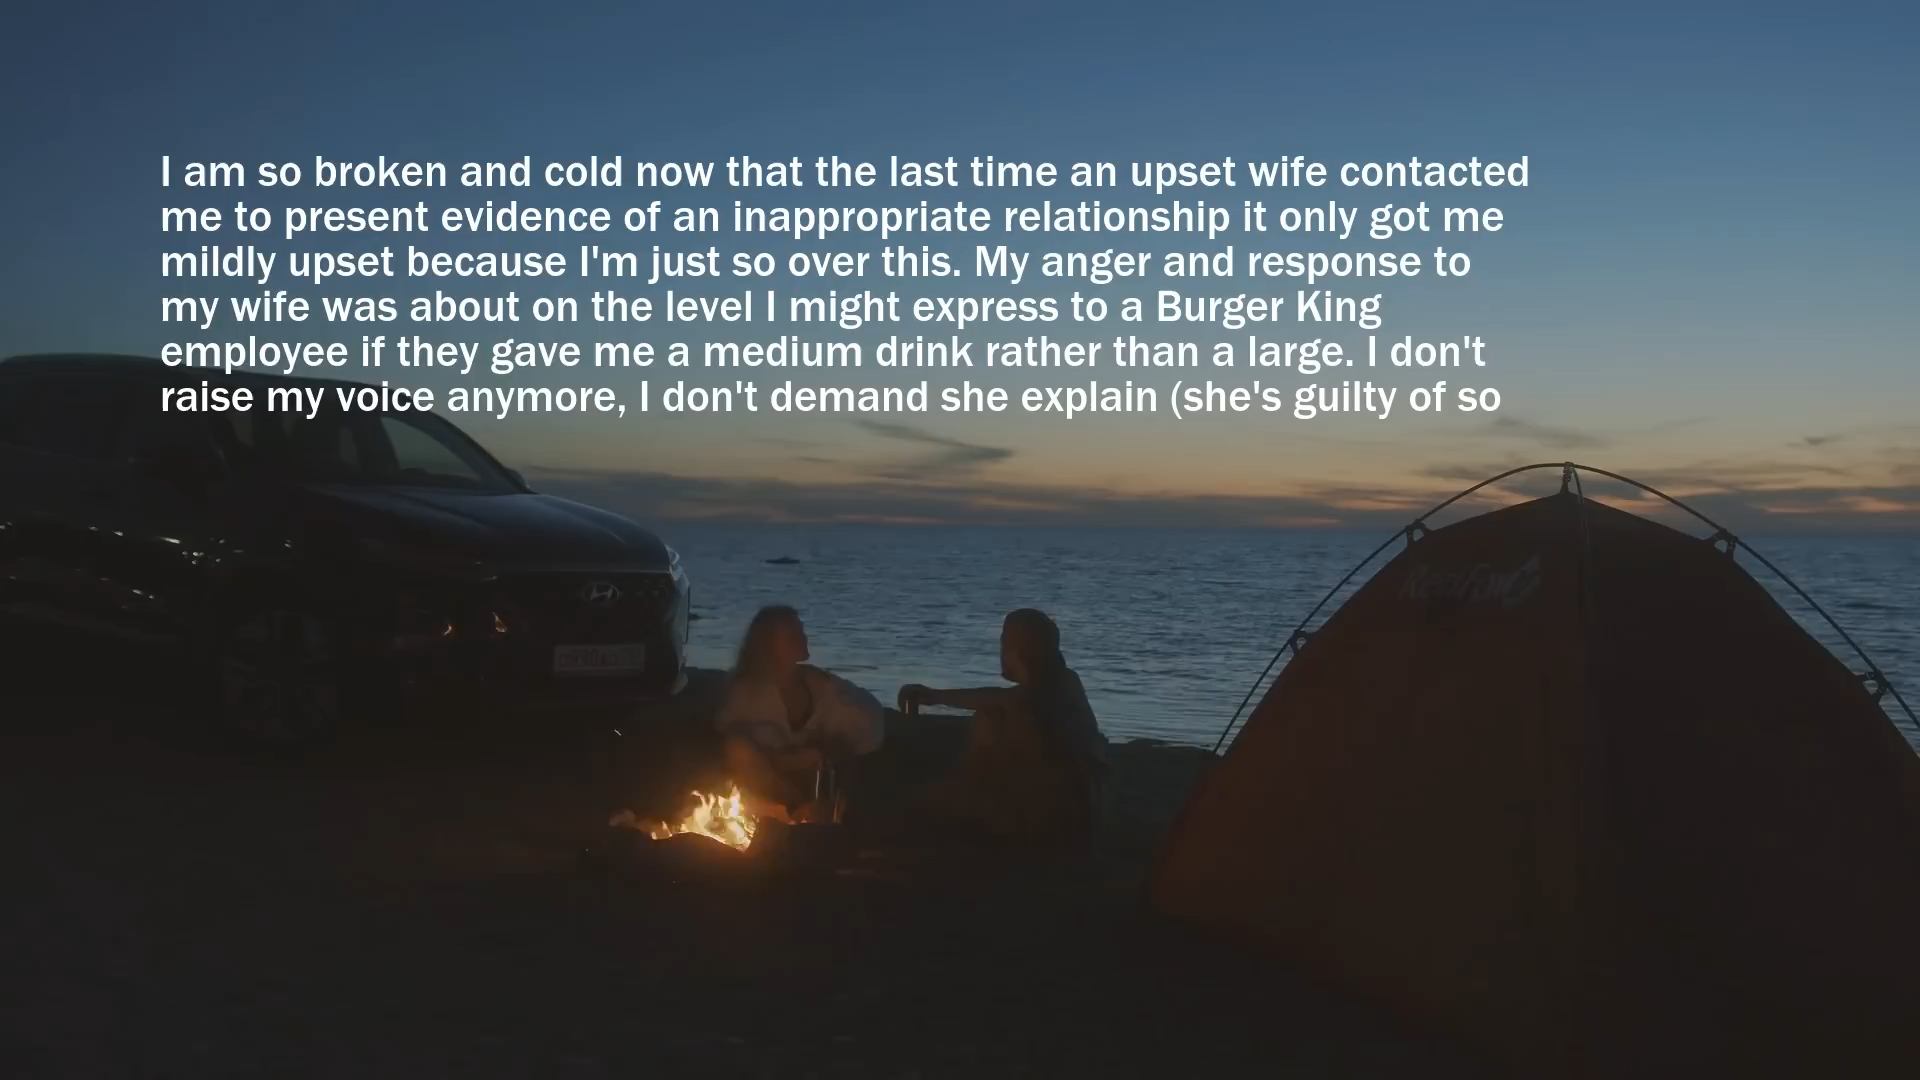 I am so broken and cold now that the last time an upset wife contacted
me to present evidence of an inappropriate relationship it only got me
mildly upset because I'm just so over this. My anger and response to
my wife was about on the level I might express to a Burger King
employee if they gave me a medium drink rather than a large. I don't
raise my voice anymore, I don't demand she explain (she's guilty of so